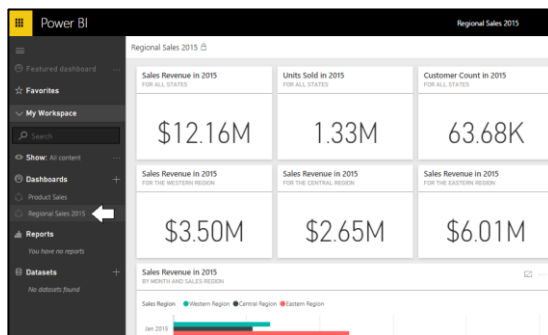 Power BI
Regional Sales 2015
Regional Sales 2015
Featured dashboard
Favorites
My Workspace
Search
Show: All content
Dashboards
Product Sales
Regional Sales 2015
Reports
You have no reports
Datasets
No datasets found
Sales Revenue in 2015
FOR ALL STATES
$12.16M
Units Sold in 2015
FOR ALL STATES
1.33M
Customer Count in 2015
FOR ALL STATES
63.68K
Sales Revenue in 2015
FOR THE WESTERN REGION
$3.50M
Sales Revenue in 2015
FOR THE CENTRAL REGION
$2.65M
Sales Revenue in 2015
FOR THE EASTERN REGION
$6.01M
Sales Revenue in 2015
BY MONTH AND SALES REGION
Sales Region Western Region Central Region Eastern Region
Jan 2015